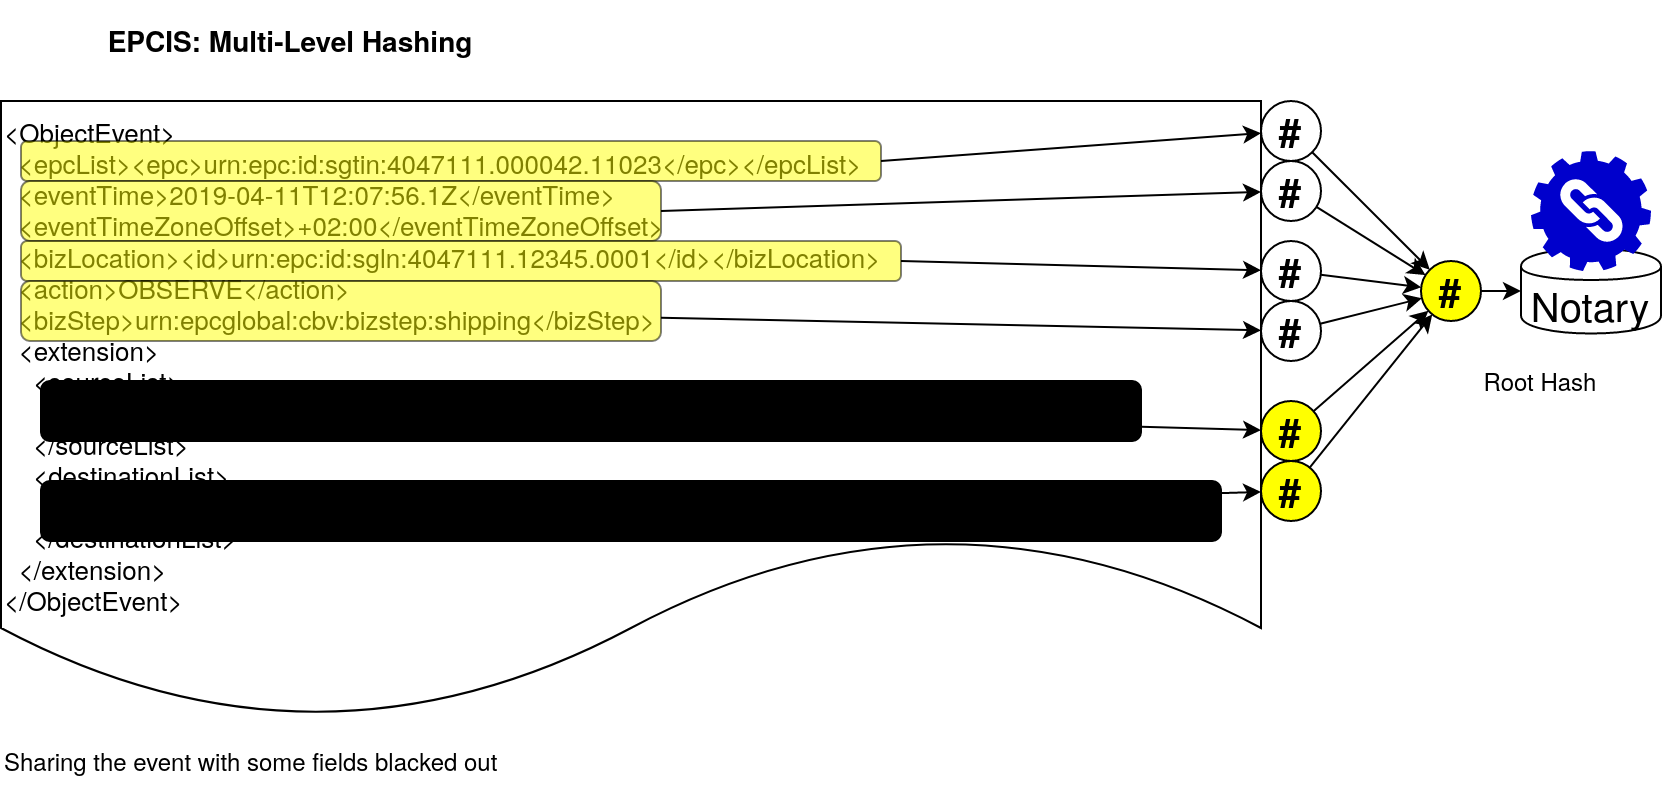 EPCIS: Multi-Level Hashing
<ObjectEvent>
<epcList><epc>urn:epc:id:sgtin:4047111.000042.11023</epc></epcList>
<eventTime>2019-04-11T12:07:56.1Z</eventTime>
<eventTimeZoneOffset>+02:00</eventTimeZoneOffset>
<bizLocation><id>urn:epc:id:sgln:4047111.12345.0001</id></bizLocation>
<action>OBSERVE</action>
<bizStep>urn:epcglobal:cbv:bizstep:shipping</bizStep>
<extension>
<sourceList>
</sourceList>
<destinationList>
</destinationList>
</extension>
</ObjectEvent>
#
#
#
#
#
#
#
Notary
Root Hash
Sharing the event with some fields blacked out